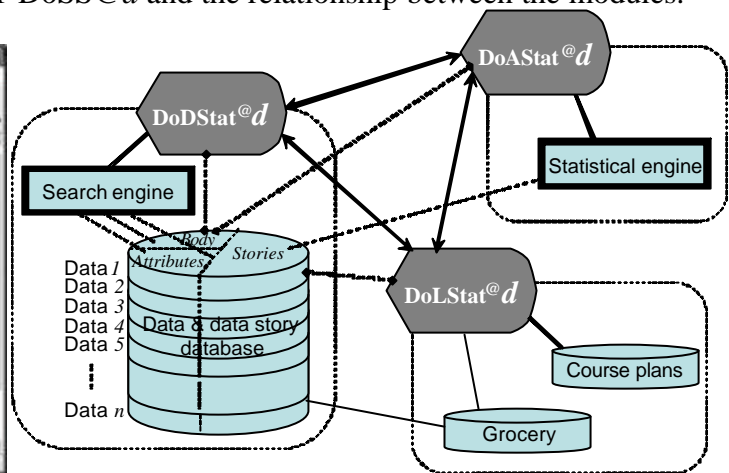 DoSS@d and the relationship between the modules.
DoAStat@d
DoDStat@d
Statistical engine
Search engine
Body
Attributes
Stories
Data 1
Data 2
Data 3
Data 4
Data 5
Data n
Data & data story
database
DoLStat@d
Course plans
Grocery